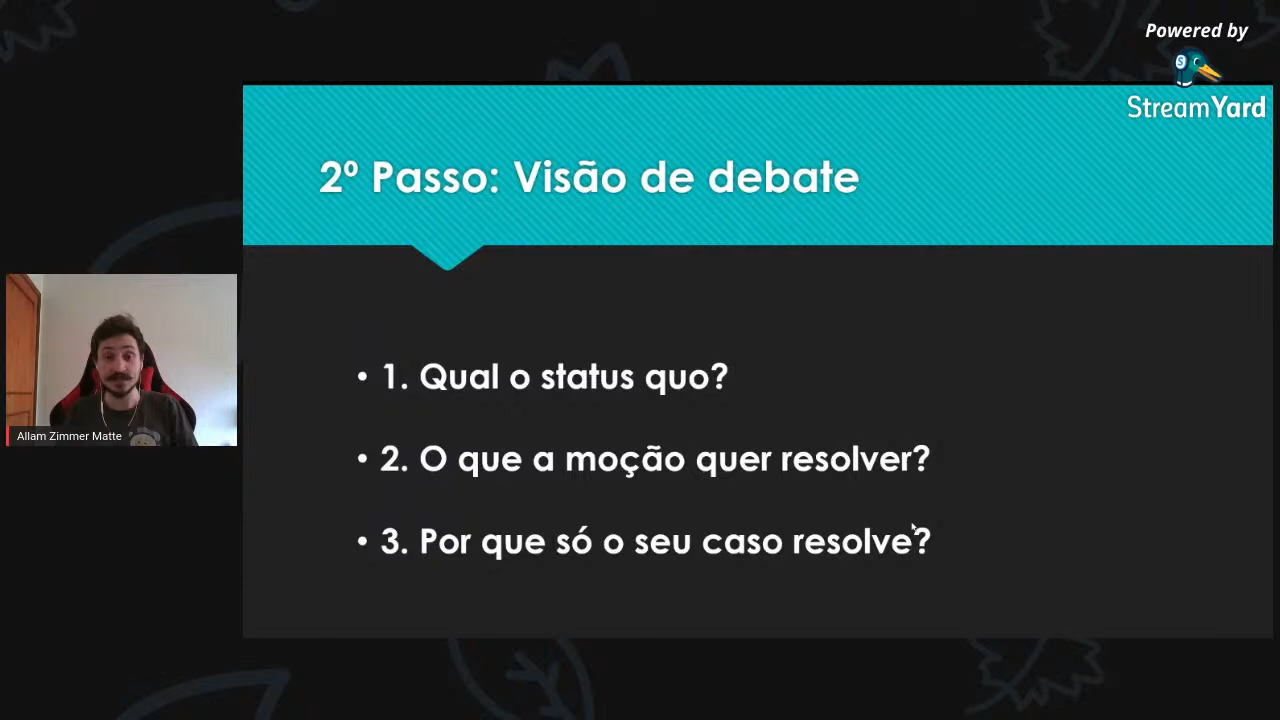 Powered by
StreamYard
2º Passo: Visão de debate
• 1. Qual o status quo?
• 2. O que a moção quer resolver?
• 3. Por que só o seu caso resolve?
Allam Zimmer Matte